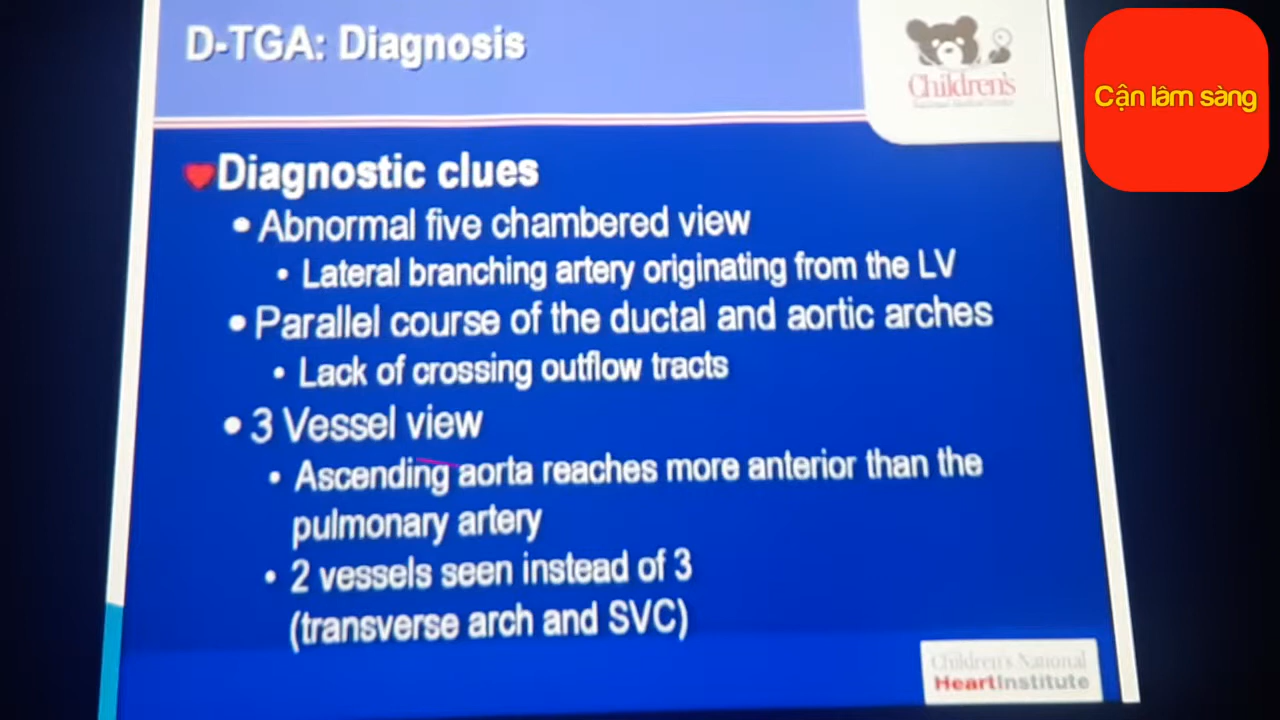 D-TGA: Diagnosis
Children's
Cận lâm sàng
Diagnostic clues
• Abnormal five chambered view
• Lateral branching artery originating from the LV
• Parallel course of the ductal and aortic arches
• Lack of crossing outflow tracts
• 3 Vessel view
• Ascending aorta reaches more anterior than the
pulmonary artery
• 2 vessels seen instead of 3
(transverse arch and SVC)
Children's National
HeartInstitute